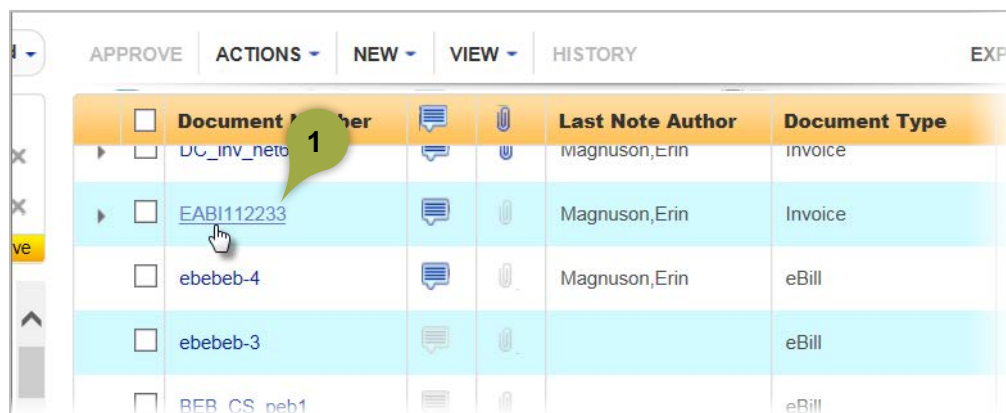 APPROVE ACTIONS NEW VIEW HISTORY EXP
Document N ber Last Note Author Document Type
1
DC_Inv_net6 Magnuson,Erin Invoice
EABI112233 Magnuson,Erin Invoice
ve
ebebeb-4 Magnuson,Erin eBill
ebebeb-3 eBill
BEB_CS_peb1 eBill